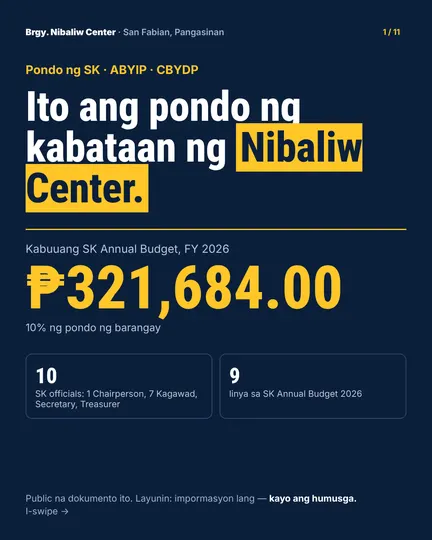 Brgy. Nibaliw Center · San Fabian, Pangasinan
1 / 11
Pondo ng SK · ABYIP · CBYDP
Ito ang pondo ng
kabataan ng Nibaliw
Center.
Kabuuang SK Annual Budget, FY 2026
₱321,684.00
10% ng pondo ng barangay
10
SK officials: 1 Chairperson, 7 Kagawad,
Secretary, Treasurer
9
linya sa SK Annual Budget 2026
Public na dokumento ito. Layunin: impormasyon lang — kayo ang humusga.
I-swipe →